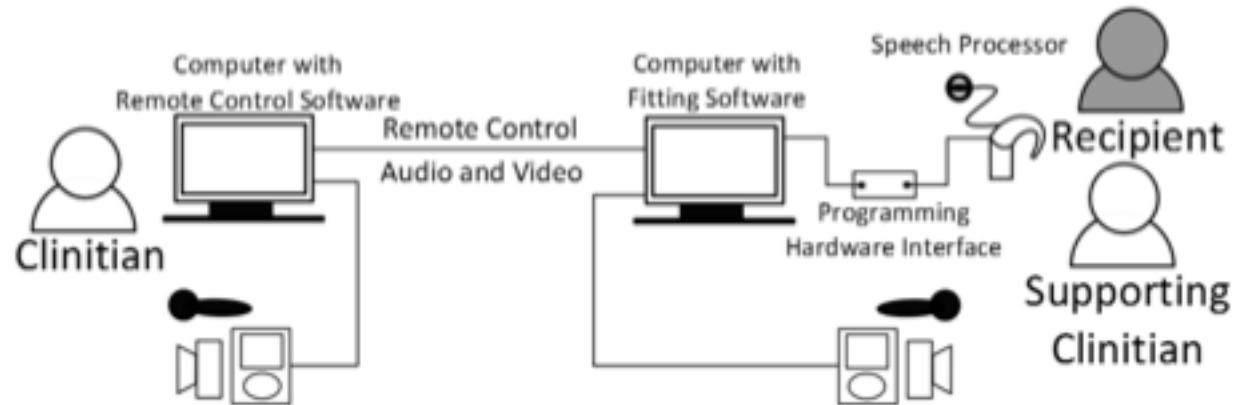 Computer with
Remote Control Software
Clinitian
Remote Control
Audio and Video
Computer with
Fitting Software
Speech Processor
Programming
Hardware Interface
Recipient
Supporting
Clinitian